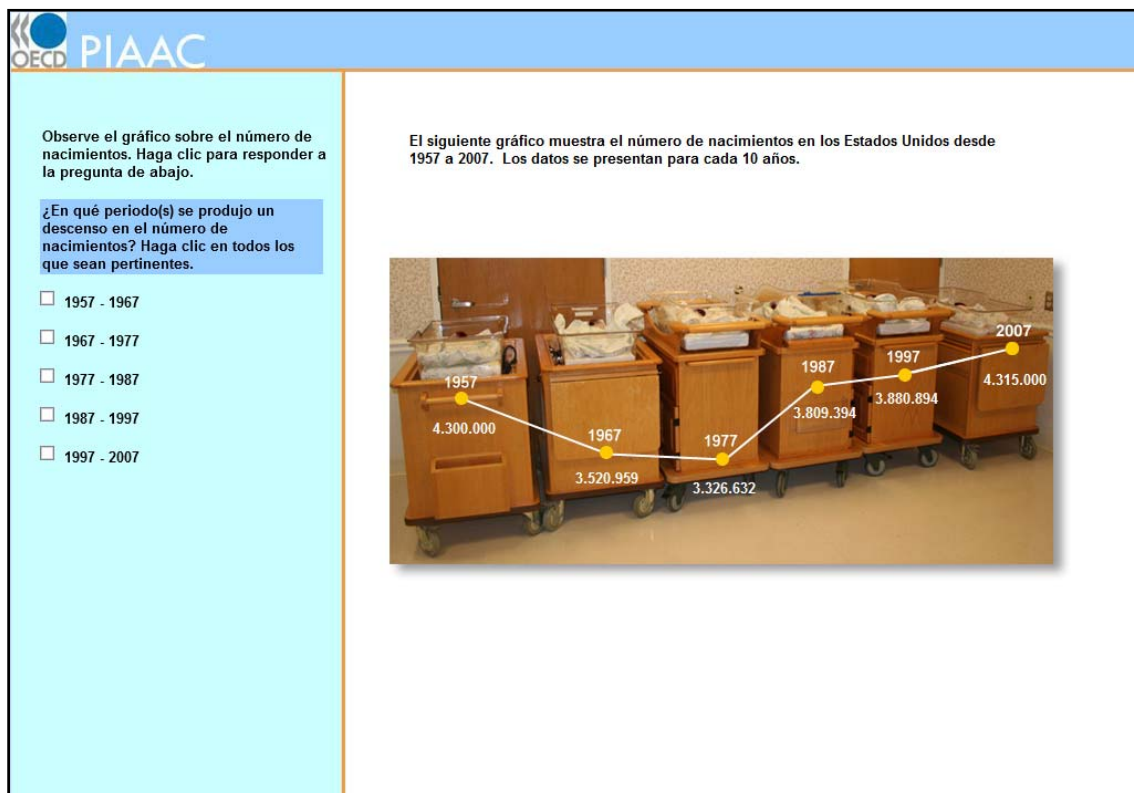 OECD PIAAC
Observe el gráfico sobre el número de
nacimientos. Haga clic para responder a
la pregunta de abajo.
¿En qué periodo(s) se produjo un
descenso en el número de
nacimientos? Haga clic en todos los
que sean pertinentes.
1957 - 1967
1967 - 1977
1977 - 1987
1987 - 1997
1997 - 2007
El siguiente gráfico muestra el número de nacimientos en los Estados Unidos desde
1957 a 2007. Los datos se presentan para cada 10 años.
1957
4.300.000
1967
3.520.959
1977
3.326.632
1987
3.809.394
1997
3.880.894
2007
4.315.000